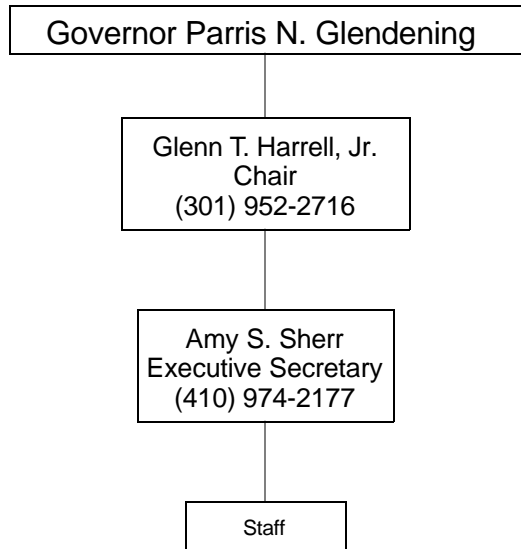 Governor Parris N. Glendening
Glenn T. Harrell, Jr.
Chair
(301) 952-2716
Amy S. Sherr
Executive Secretary
(410) 974-2177
Staff